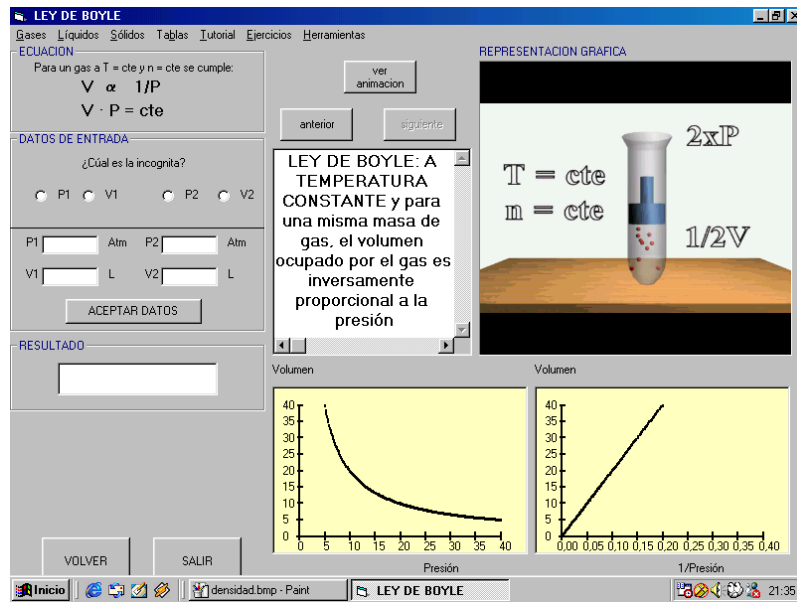 LEY DE BOYLE
Gases Líquidos Sólidos Tablas Tutorial Ejercicios Herramientas
ECUACION
Para un gas a T = cte y n = cte se cumple:
V α 1/P
V · P = cte
DATOS DE ENTRADA
¿Cúal es la incognita?
P1 V1 P2 V2
P1 Atm P2 Atm
V1 L V2 L
ACEPTAR DATOS
RESULTADO
VOLVER SALIR
ver
animacion
anterior siguiente
LEY DE BOYLE: A
TEMPERATURA
CONSTANTE y para
una misma masa de
gas, el volumen
ocupado por el gas es
inversamente
proporcional a la
presión
REPRESENTACION GRAFICA
T = cte
n = cte
2xP
1/2V
Volumen
40
35
30
25
20
15
10
5
0
0 5 10 15 20 25 30 35 40
Presión
Volumen
40
35
30
25
20
15
10
5
0
0,00 0,05 0,10 0,15 0,20 0,25 0,30 0,35 0,40
1/Presión
Inicio densidad.bmp - Paint LEY DE BOYLE 21:35